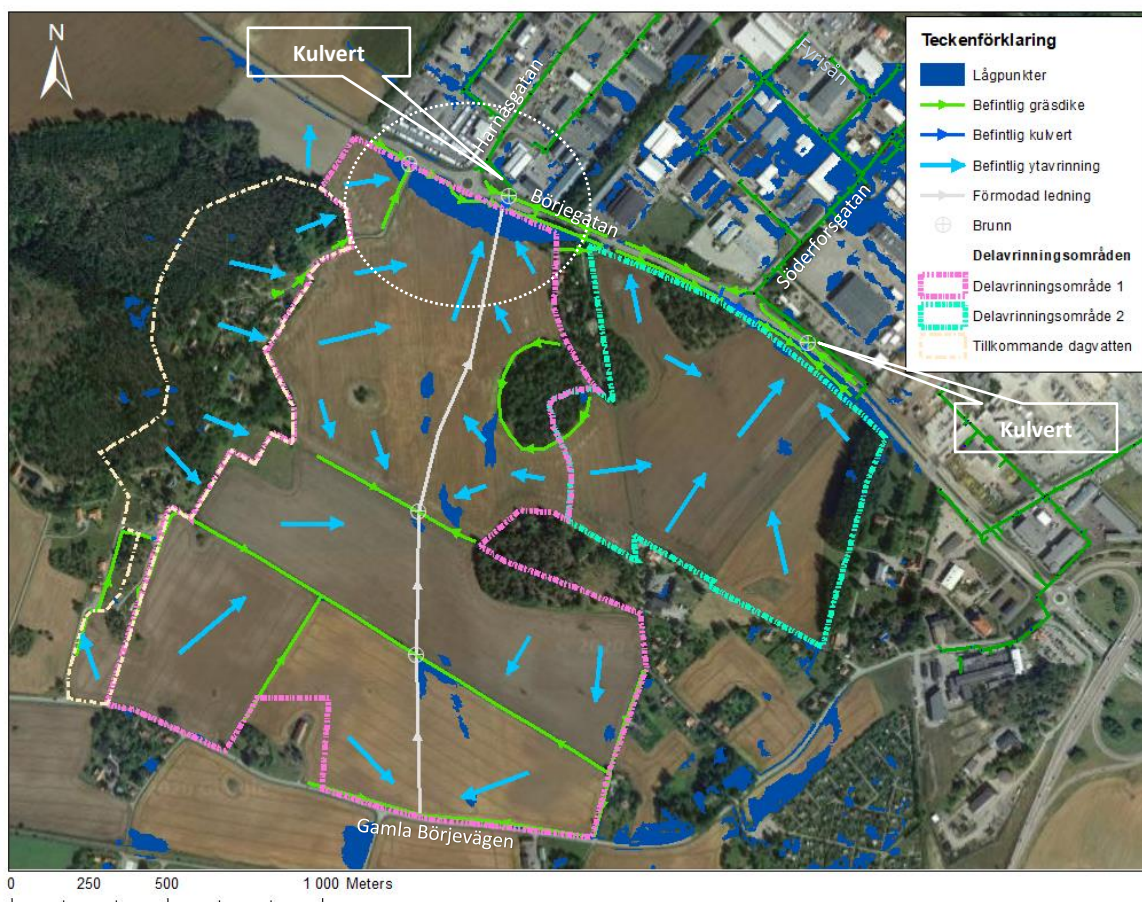 N
Kulvert
Harnäsgatan
Fyrisån
Börjegatan
Söderforsgatan
Teckenförklaring
Lågpunkter
Befintlig gräsdike
Befintlig kulvert
Befintlig ytavrinning
Förmodad ledning
Brunn
Delavrinningsområden
Delavrinningsområde 1
Delavrinningsområde 2
Tillkommande dagvatten
Kulvert
Gamla Börjevägen
0 250 500 1 000 Meters